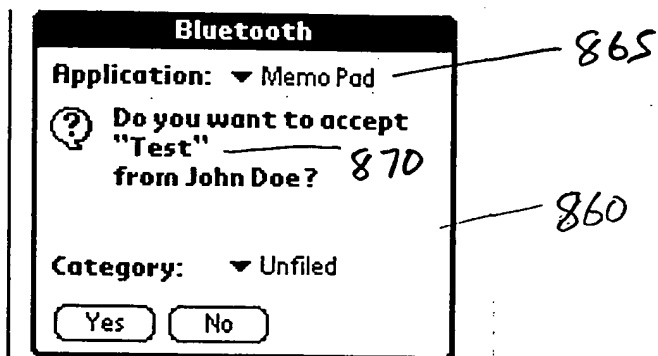 Bluetooth
Application: Memo Pad
865
Do you want to accept
"Test"
870
from John Doe?
860
Category: Unfiled
Yes No